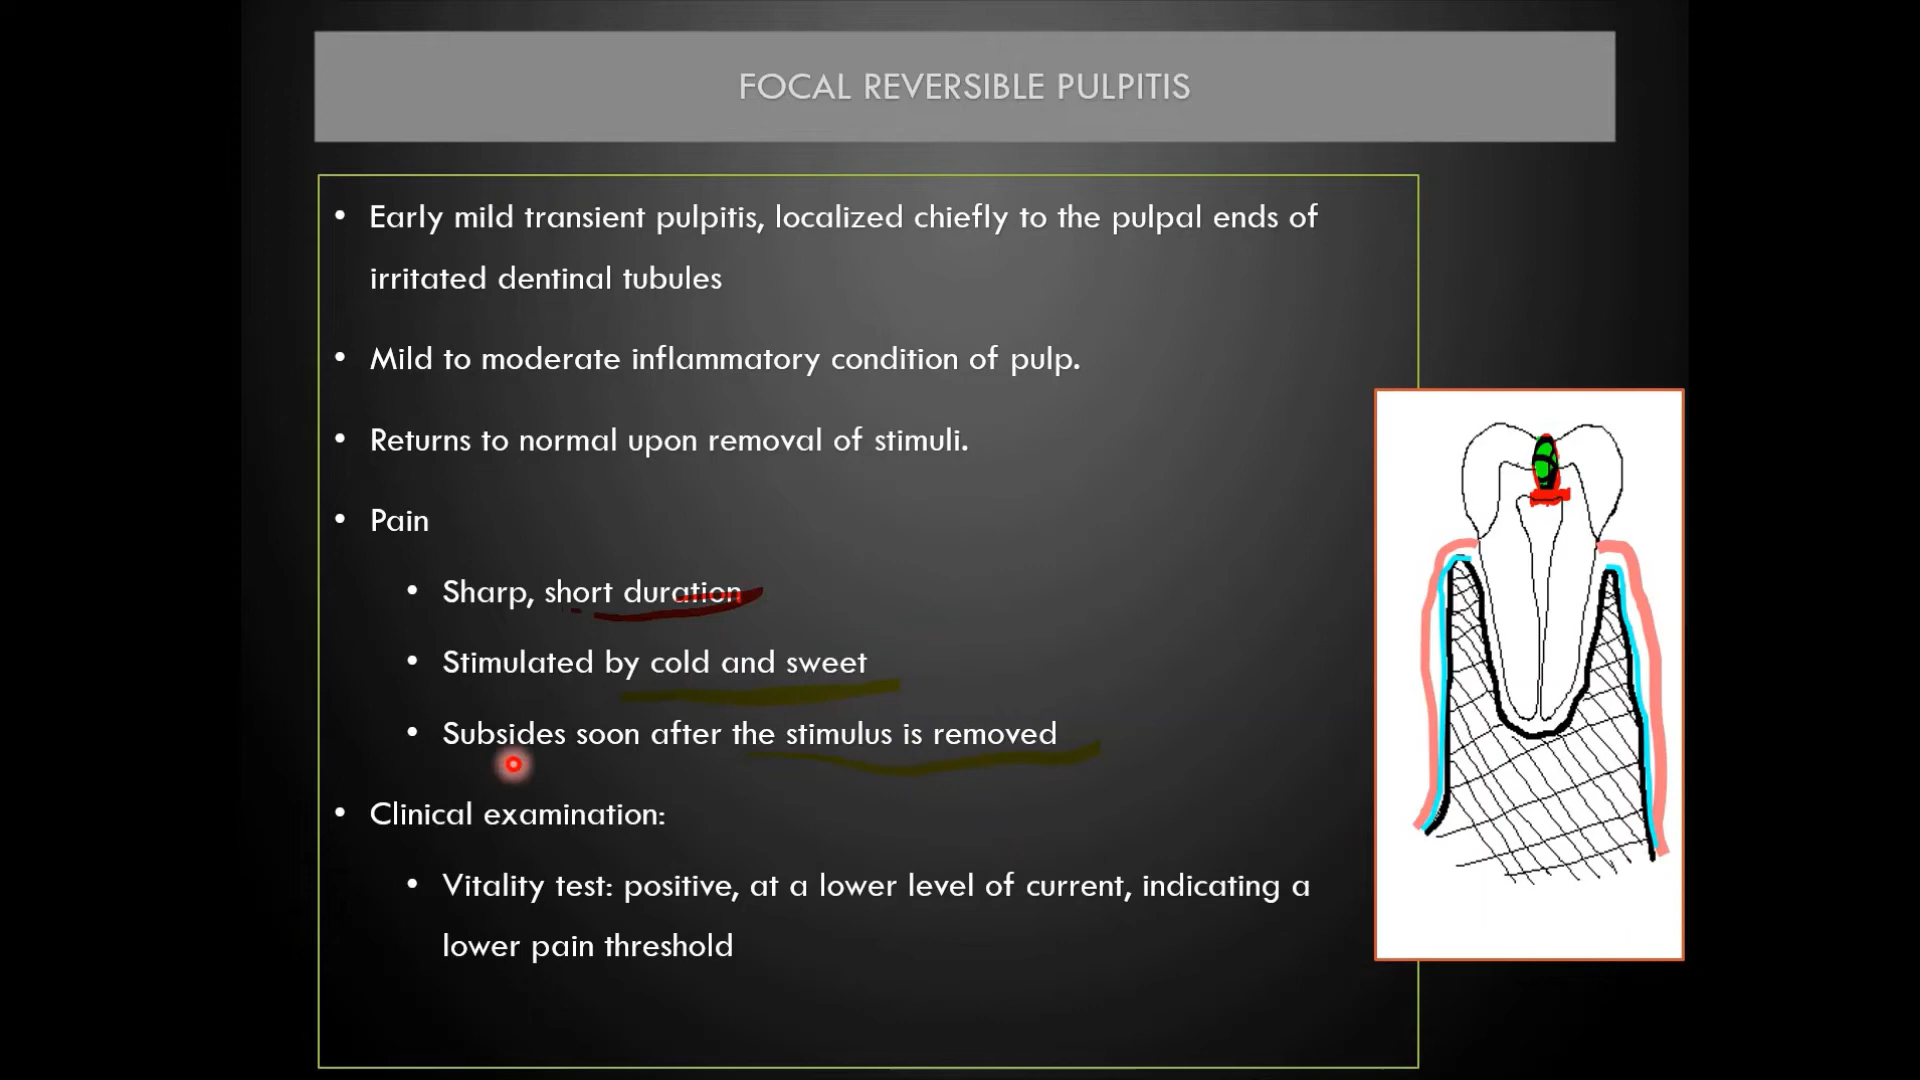 FOCAL REVERSIBLE PULPITIS
• Early mild transient pulpitis, localized chiefly to the pulpal ends of
irritated dentinal tubules
• Mild to moderate inflammatory condition of pulp.
• Returns to normal upon removal of stimuli.
• Pain
• Sharp, short duration
• Stimulated by cold and sweet
• Subsides soon after the stimulus is removed
• Clinical examination:
• Vitality test: positive, at a lower level of current, indicating a
lower pain threshold